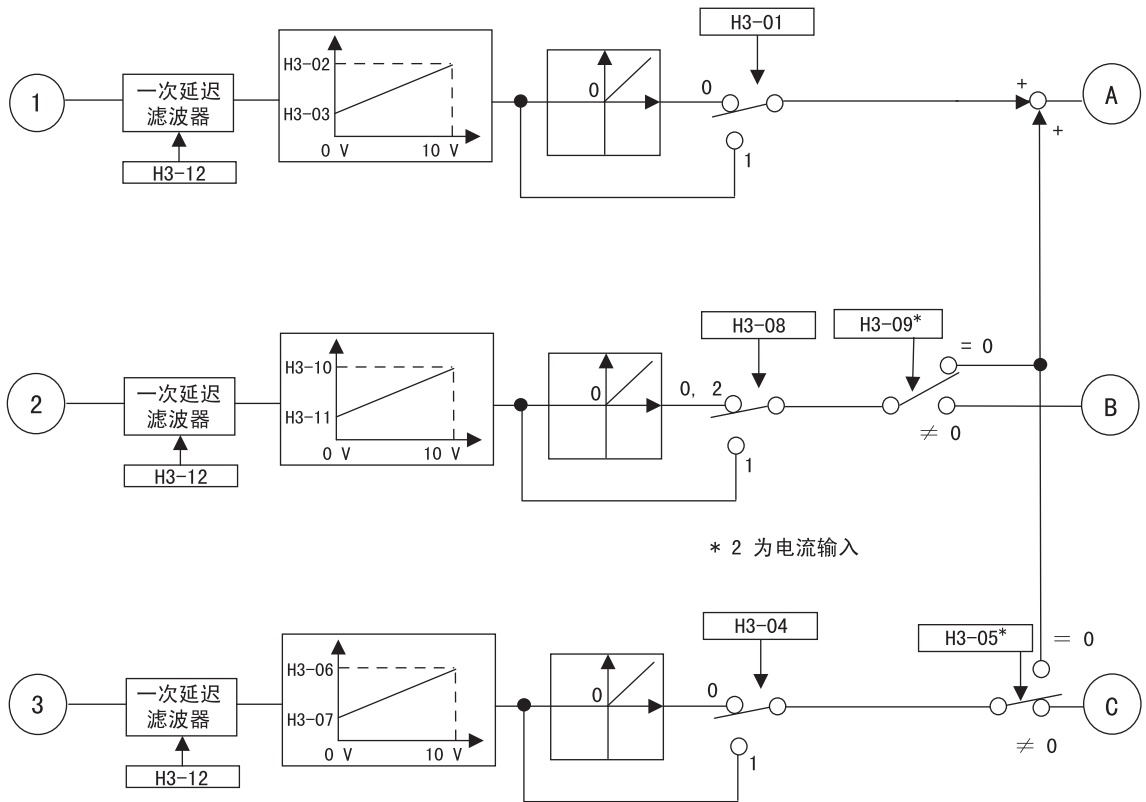 H3-01
1
一次延迟
滤波器
H3-12
H3-02
H3-03
0 V
10 V
0
0
1
+
+
A
H3-08
H3-09*
2
一次延迟
滤波器
H3-12
H3-10
H3-11
0 V
10 V
0
0, 2
1
= 0
≠ 0
B
* 2 为电流输入
H3-04
H3-05*
3
一次延迟
滤波器
H3-12
H3-06
H3-07
0 V
10 V
0
0
1
= 0
≠ 0
C